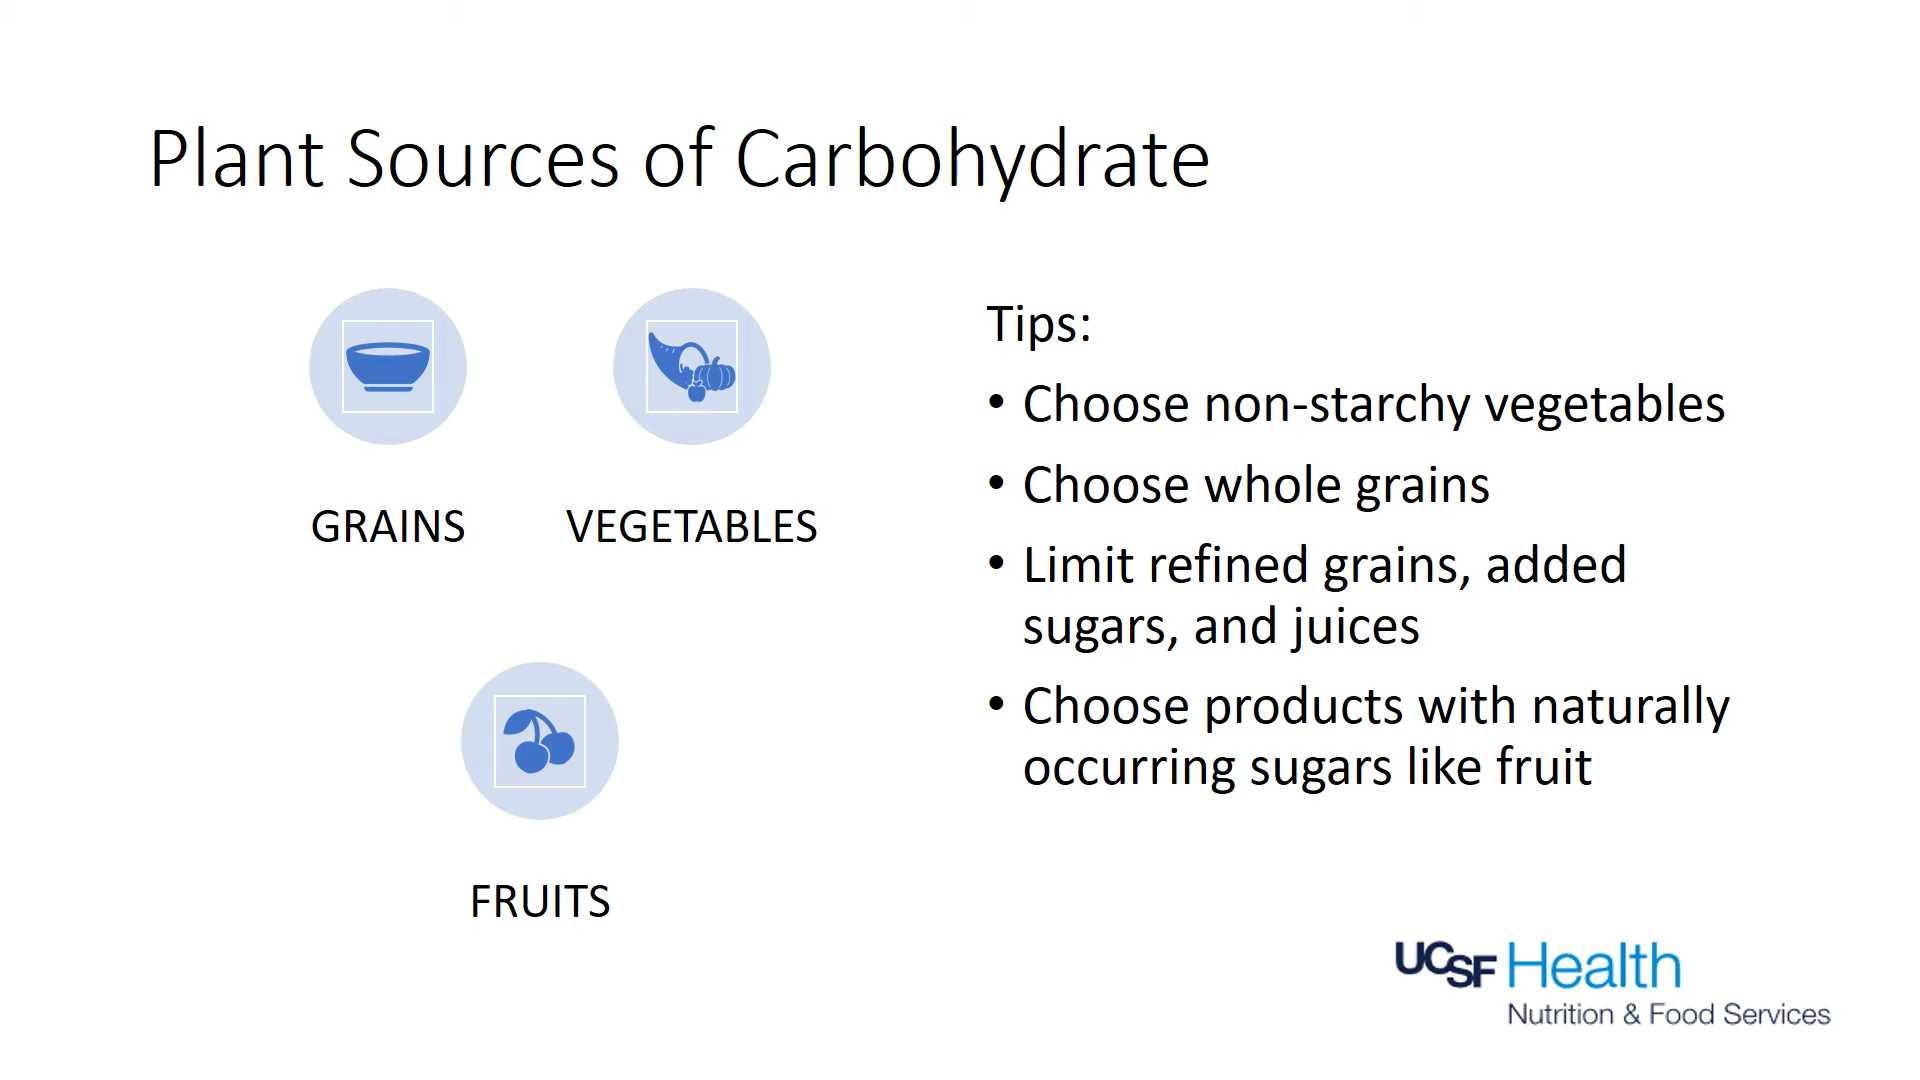 Plant Sources of Carbohydrate
GRAINS
VEGETABLES
FRUITS
Tips:
• Choose non-starchy vegetables
• Choose whole grains
• Limit refined grains, added
sugars, and juices
• Choose products with naturally
occurring sugars like fruit
UCSF Health
Nutrition & Food Services